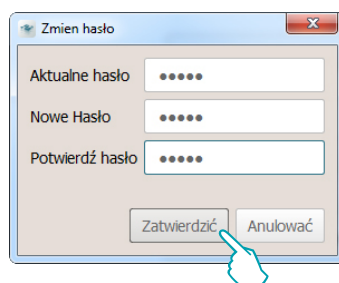 Zmien hasło
Aktualne hasło •••••
Nowe Hasło •••••
Potwierdź hasło •••••
Zatwierdzić Anulować